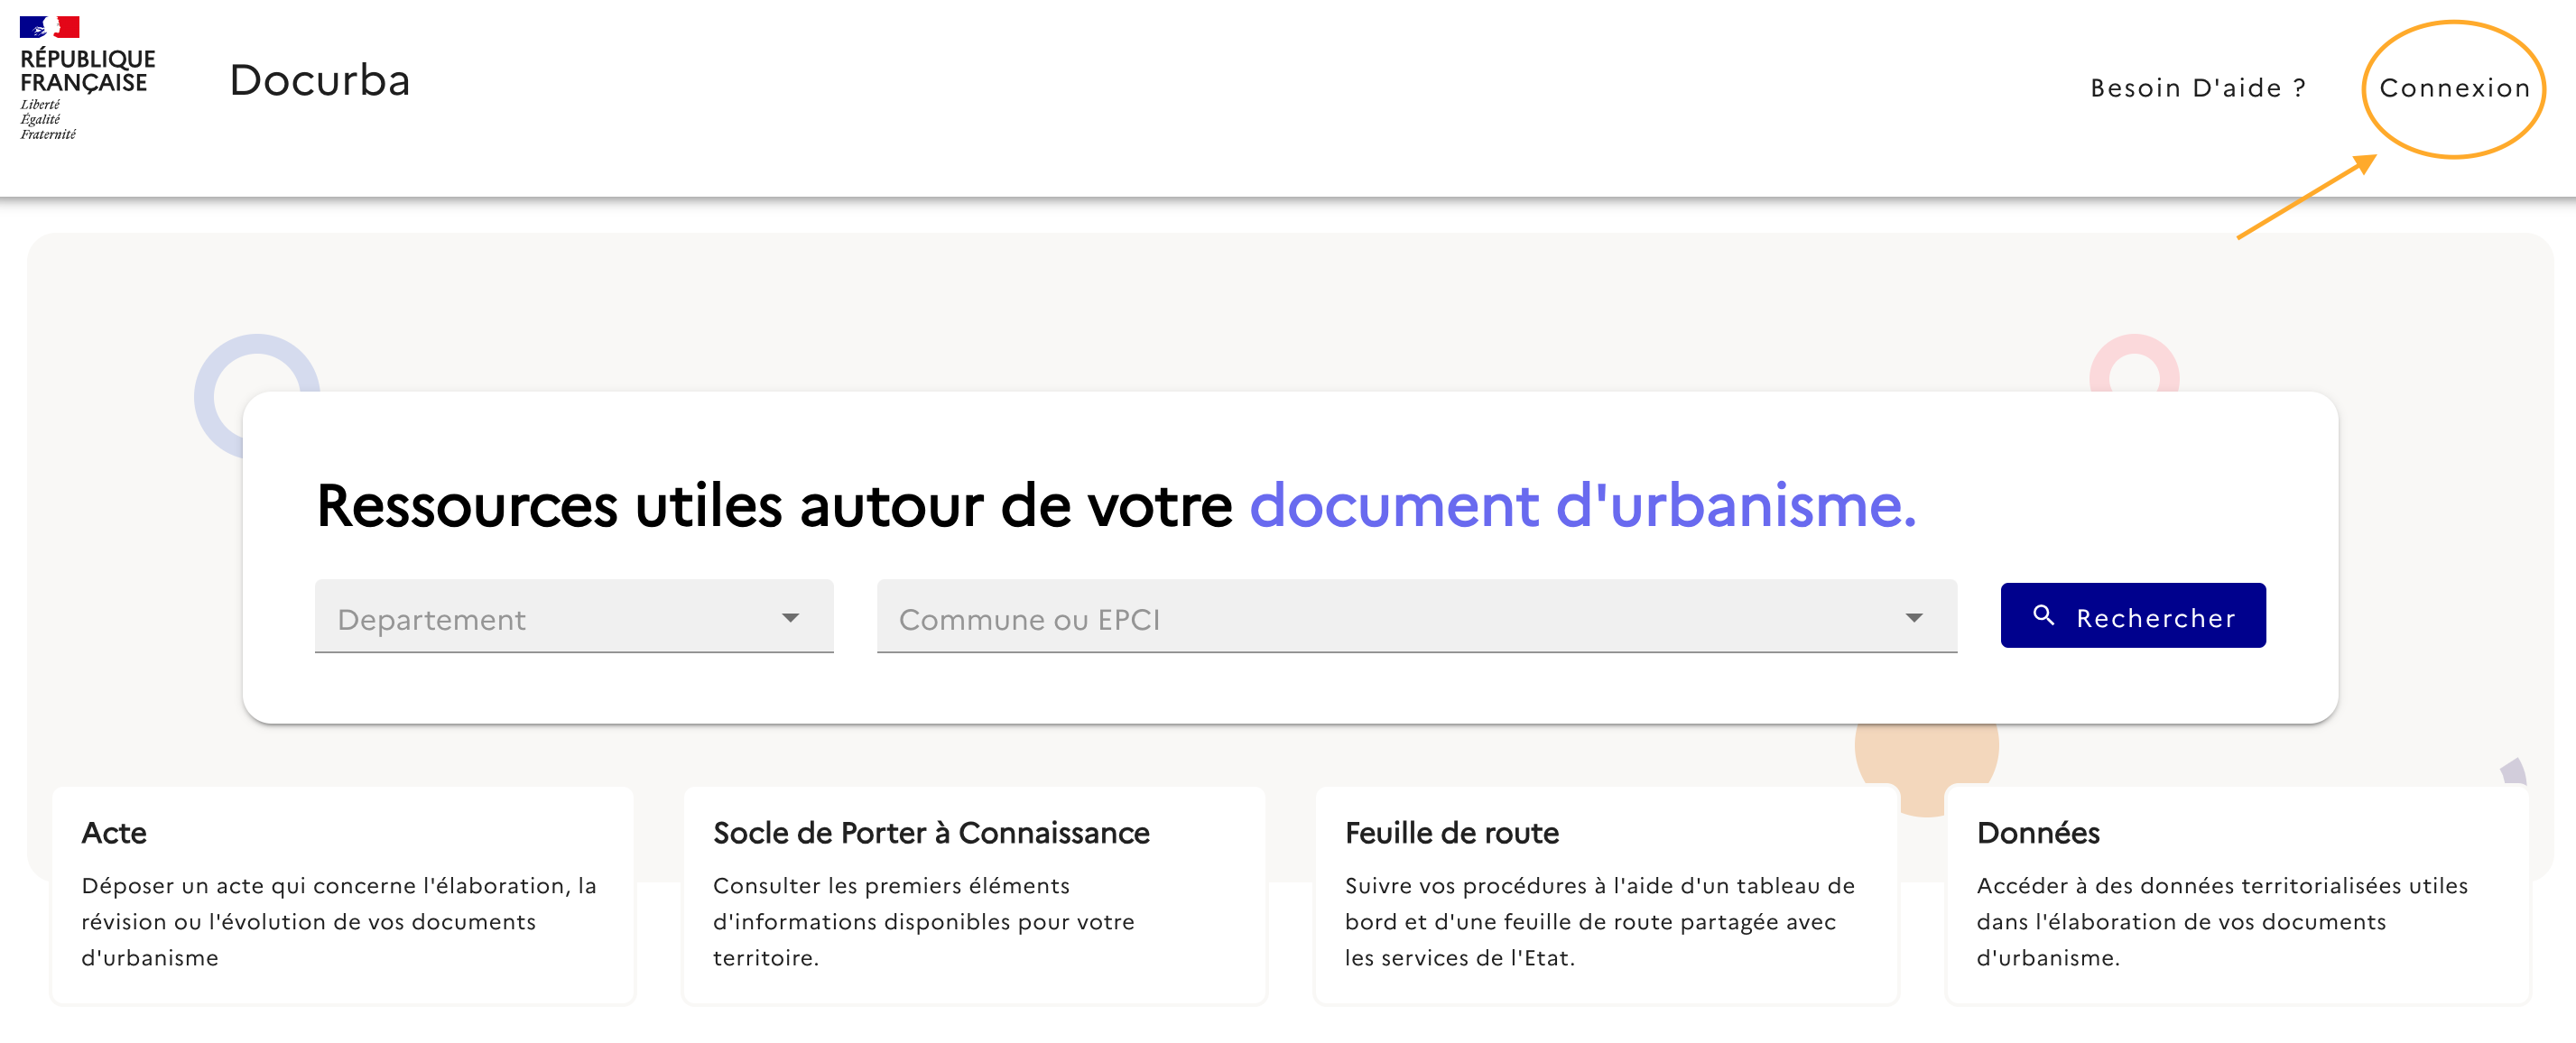 RÉPUBLIQUE
FRANÇAISE
Liberté
Égalité
Fraternité
Docurba
Besoin D'aide ?
Connexion
Ressources utiles autour de votre document d'urbanisme.
Departement
Commune ou EPCI
Rechercher
Acte
Déposer un acte qui concerne l'élaboration, la
révision ou l'évolution de vos documents
d'urbanisme
Socle de Porter à Connaissance
Consulter les premiers éléments
d'informations disponibles pour votre
territoire.
Feuille de route
Suivre vos procédures à l'aide d'un tableau de
bord et d'une feuille de route partagée avec
les services de l'Etat.
Données
Accéder à des données territorialisées utiles
dans l'élaboration de vos documents
d'urbanisme.